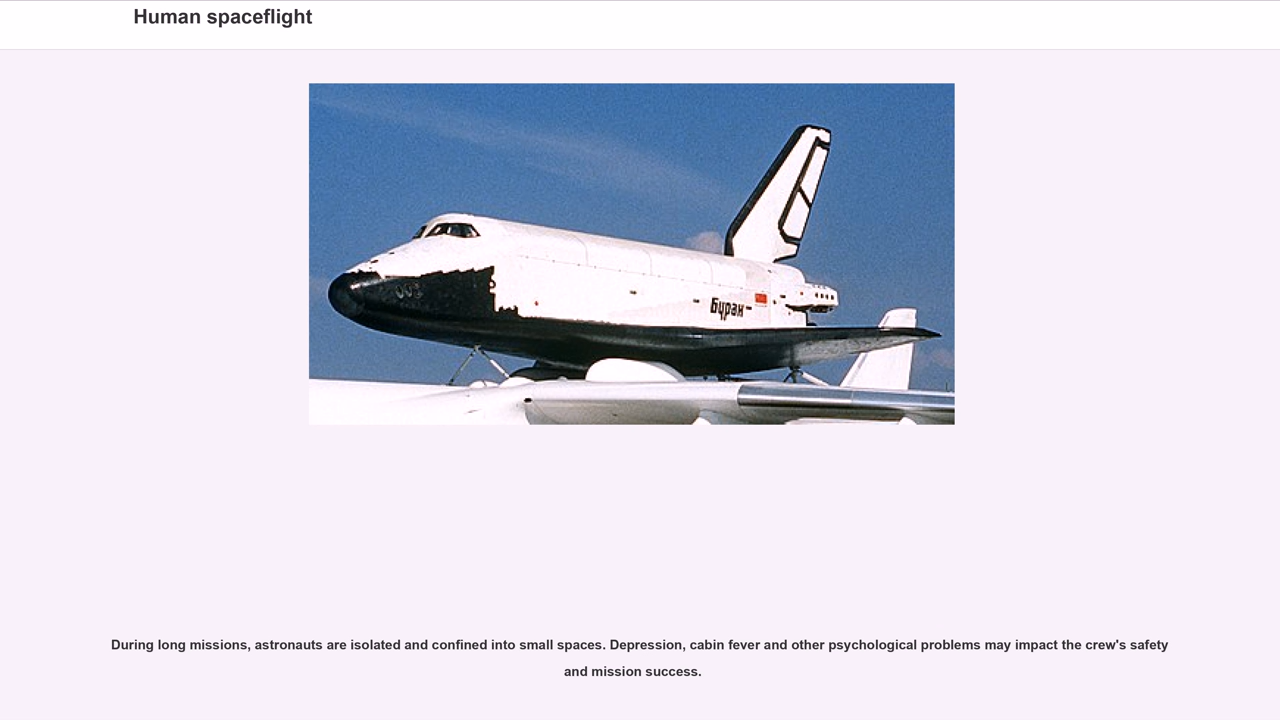 Human spaceflight
Буран
During long missions, astronauts are isolated and confined into small spaces. Depression, cabin fever and other psychological problems may impact the crew's safety
and mission success.